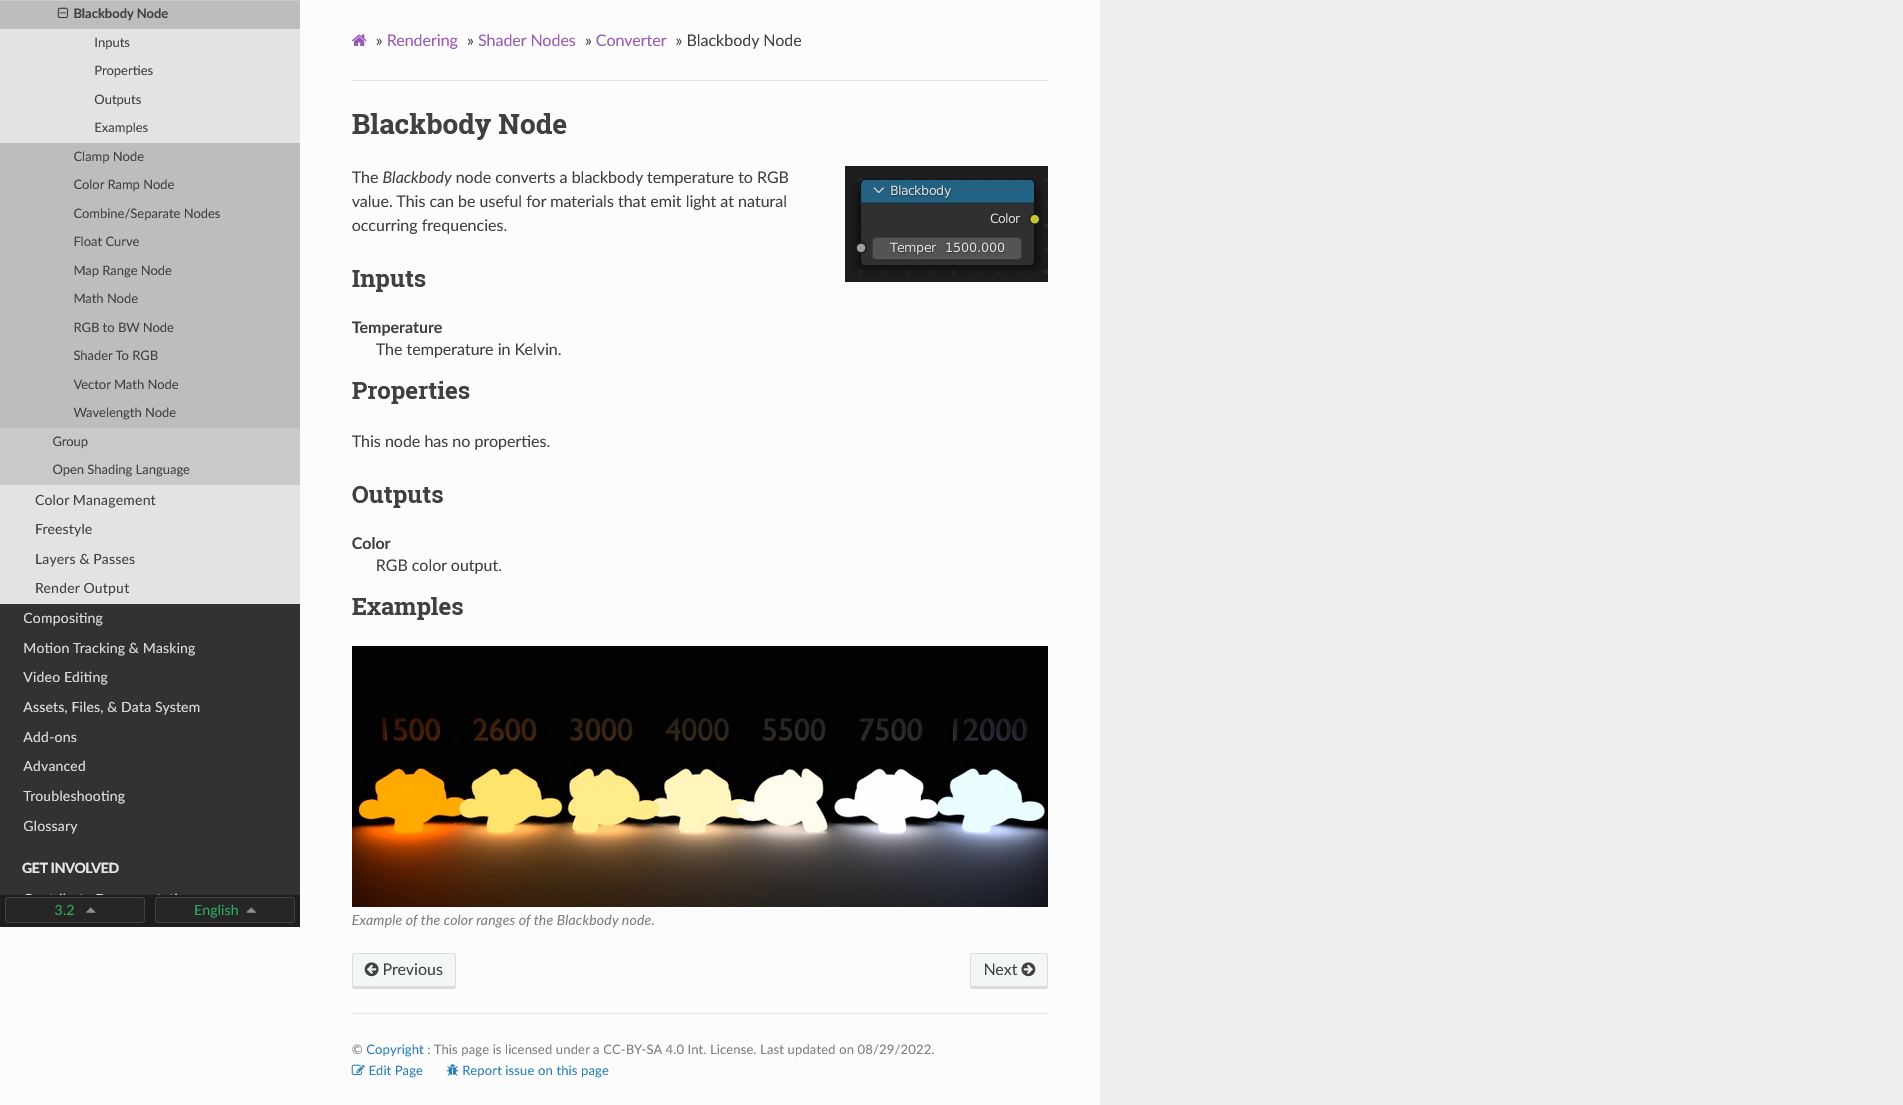 Blackbody Node
Inputs
Properties
Outputs
Examples
Clamp Node
Color Ramp Node
Combine/Separate Nodes
Float Curve
Map Range Node
Math Node
RGB to BW Node
Shader To RGB
Vector Math Node
Wavelength Node
Group
Open Shading Language
Color Management
Freestyle
Layers & Passes
Render Output
Compositing
Motion Tracking & Masking
Video Editing
Assets, Files, & Data System
Add-ons
Advanced
Troubleshooting
Glossary
GET INVOLVED
3.2
English
» Rendering » Shader Nodes » Converter » Blackbody Node
Blackbody Node
The Blackbody node converts a blackbody temperature to RGB
value. This can be useful for materials that emit light at natural
occurring frequencies.
Blackbody
Color
Temper 1500.000
Inputs
Temperature
The temperature in Kelvin.
Properties
This node has no properties.
Outputs
Color
RGB color output.
Examples
1500 2600 3000 4000 5500 7500 12000
Example of the color ranges of the Blackbody node.
Previous
Next
© Copyright : This page is licensed under a CC-BY-SA 4.0 Int. License. Last updated on 08/29/2022.
Edit Page Report issue on this page